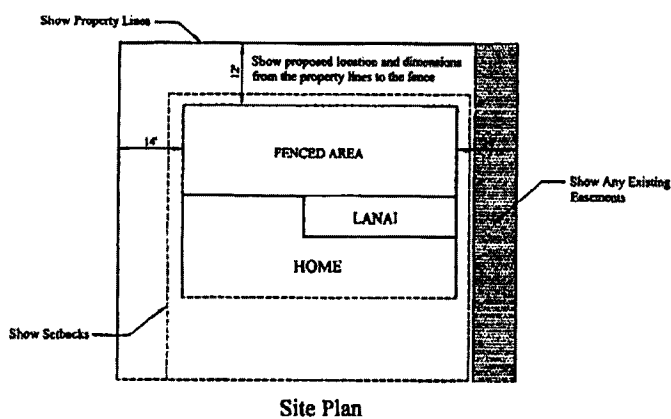 Show Property Lines
12'
Show proposed location and dimensions
from the property lines to the fence
14'
FENCED AREA
Show Any Existing
Easements
LANAI
HOME
Show Setbacks
Site Plan